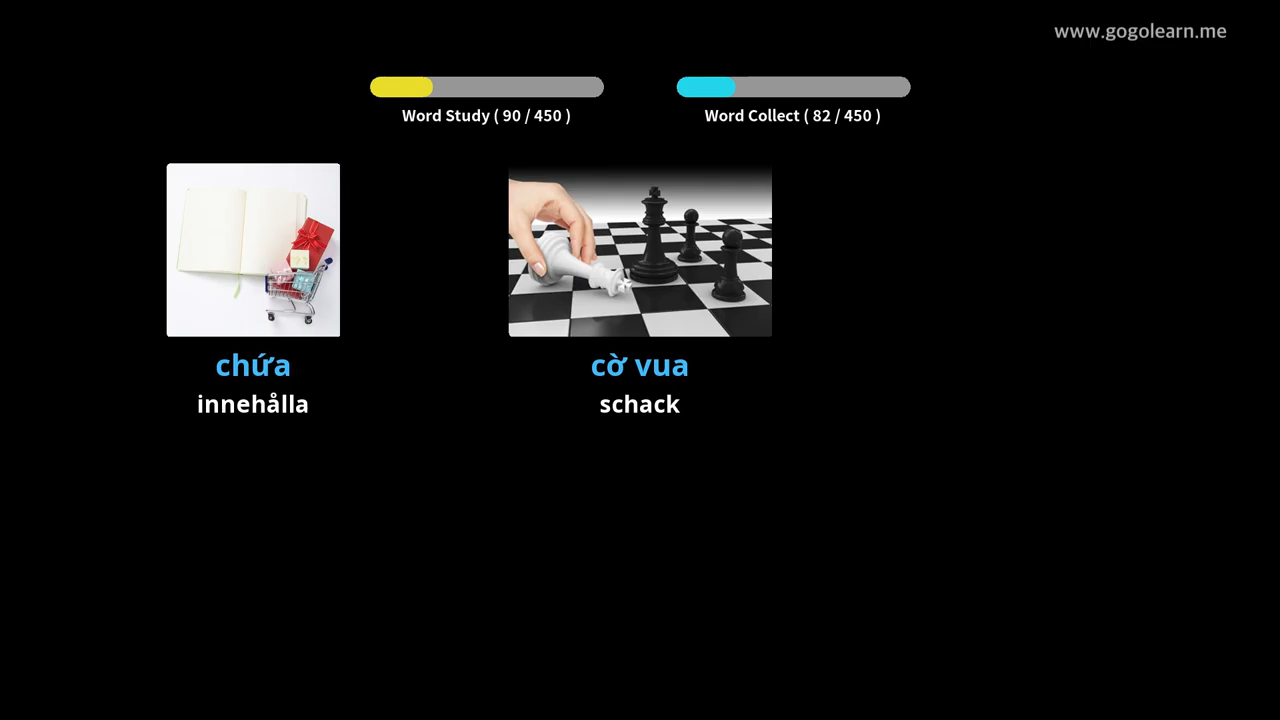 www.gogolearn.me
Word Study ( 90 / 450 )
Word Collect ( 82 / 450 )
chứa
innehålla
cờ vua
schack